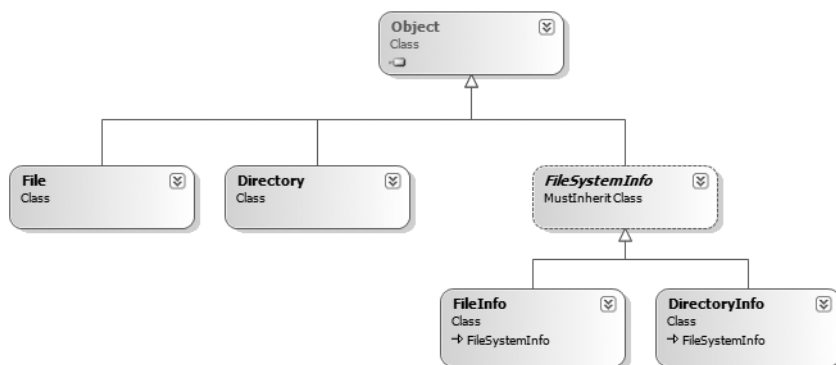 Object
Class
File
Class
Directory
Class
FileSystemInfo
MustInherit Class
FileInfo
Class
FileSystemInfo
DirectoryInfo
Class
FileSystemInfo